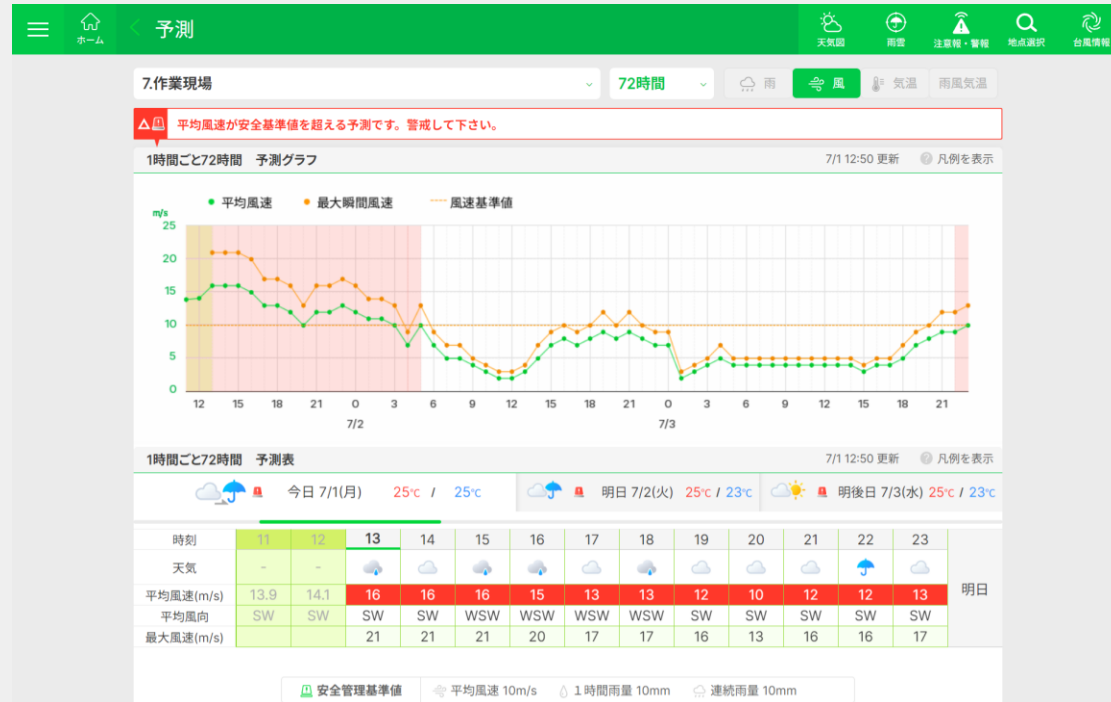 ホーム 予測 天気図 雨雪 注意報・警報 地点選択 台風情報
7.作業現場 72時間 雨 風 気温 雨風気温
平均風速が安全基準値を超える予測です。警戒して下さい。
1時間ごと72時間 予測グラフ 7/1 12:50 更新 ? 凡例を表示
平均風速 最大瞬間風速 風速基準値
m/s
25
20
15
10
5
0
12 15 18 21 0 3 6 9 12 15 18 21 0 3 6 9 12 15 18 21
7/2 7/3
1時間ごと72時間 予測表 7/1 12:50 更新 ? 凡例を表示
今日 7/1(月) 25℃ / 25℃ 明日 7/2(火) 25℃ / 23℃ 明後日 7/3(水) 25℃ / 23℃
時刻 11 12 13 14 15 16 17 18 19 20 21 22 23
天気 - -
平均風速(m/s) 13.9 14.1 16 16 16 15 13 13 12 10 12 12 13 明日
平均風向 SW SW SW SW WSW WSW WSW WSW SW SW SW SW SW
最大風速(m/s) 21 21 21 20 17 17 16 13 16 16 17
安全管理基準値 平均風速 10m/s 1時間雨量 10mm 連続雨量 10mm